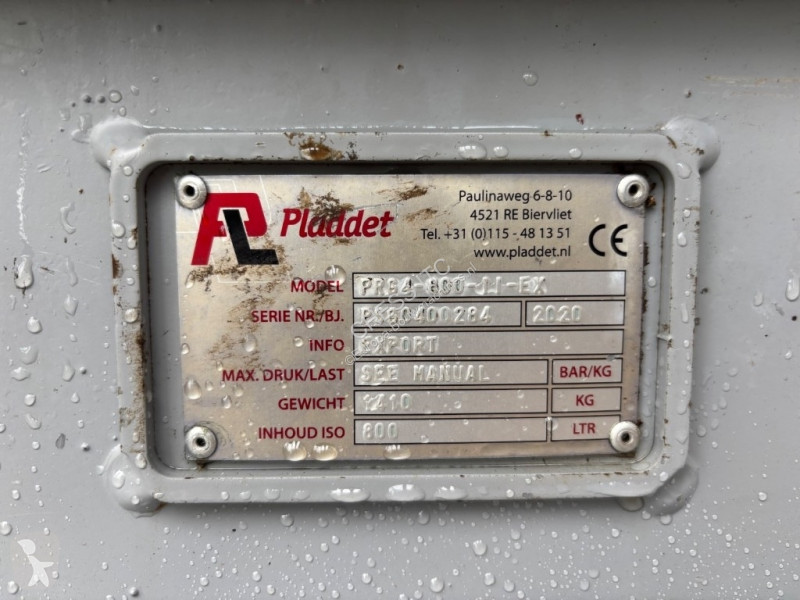 PL Pladdet
Paulinaweg 6-8-10
4521 RE Biervliet
Tel. +31 (0)115 - 48 13 51
www.pladdet.nl
CE
MODEL
SERIE NR./BJ. 2020
INFO EXPORT
MAX. DRUK/LAST SEE MANUAL BAR/KG
GEWICHT 1410 KG
INHOUD ISO 800 LTR